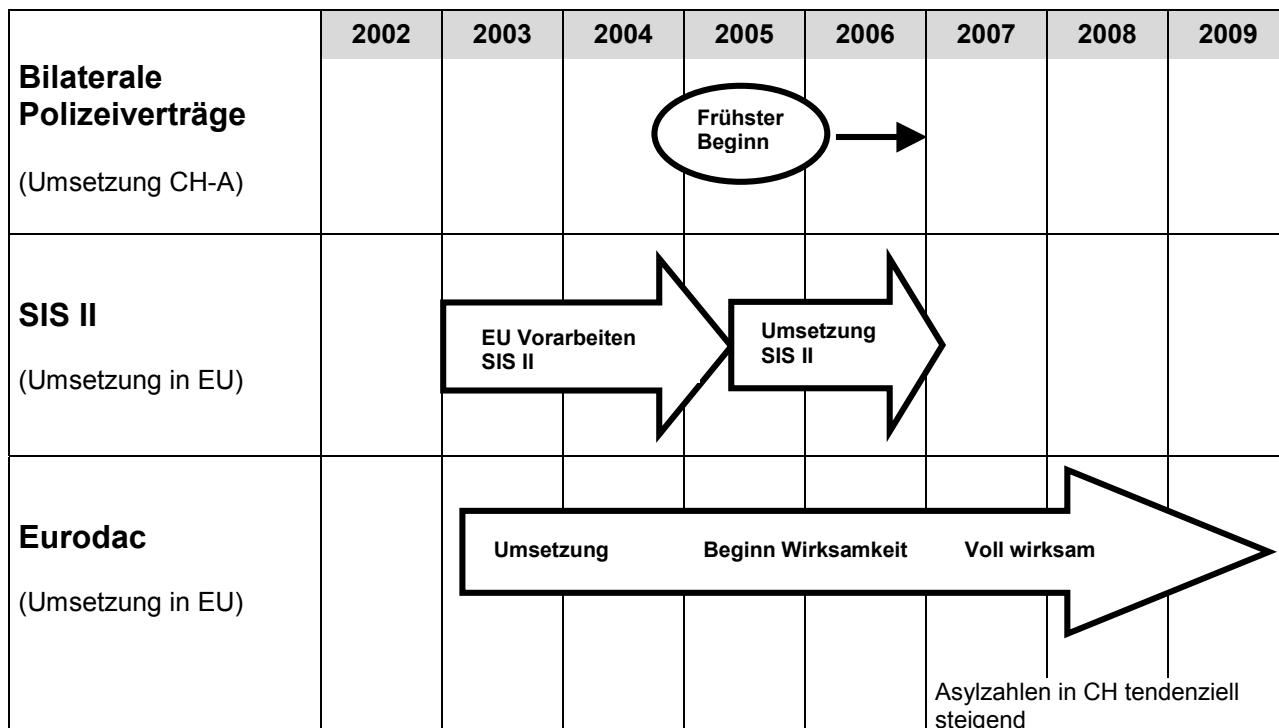 2002 2003 2004 2005 2006 2007 2008 2009
Bilaterale
Polizeiverträge
(Umsetzung CH-A)
Frühster
Beginn
SIS II
(Umsetzung in EU)
EU Vorarbeiten
SIS II
Umsetzung
SIS II
Eurodac
(Umsetzung in EU)
Umsetzung Beginn Wirksamkeit Voll wirksam
Asylzahlen in CH tendenziell
steigend